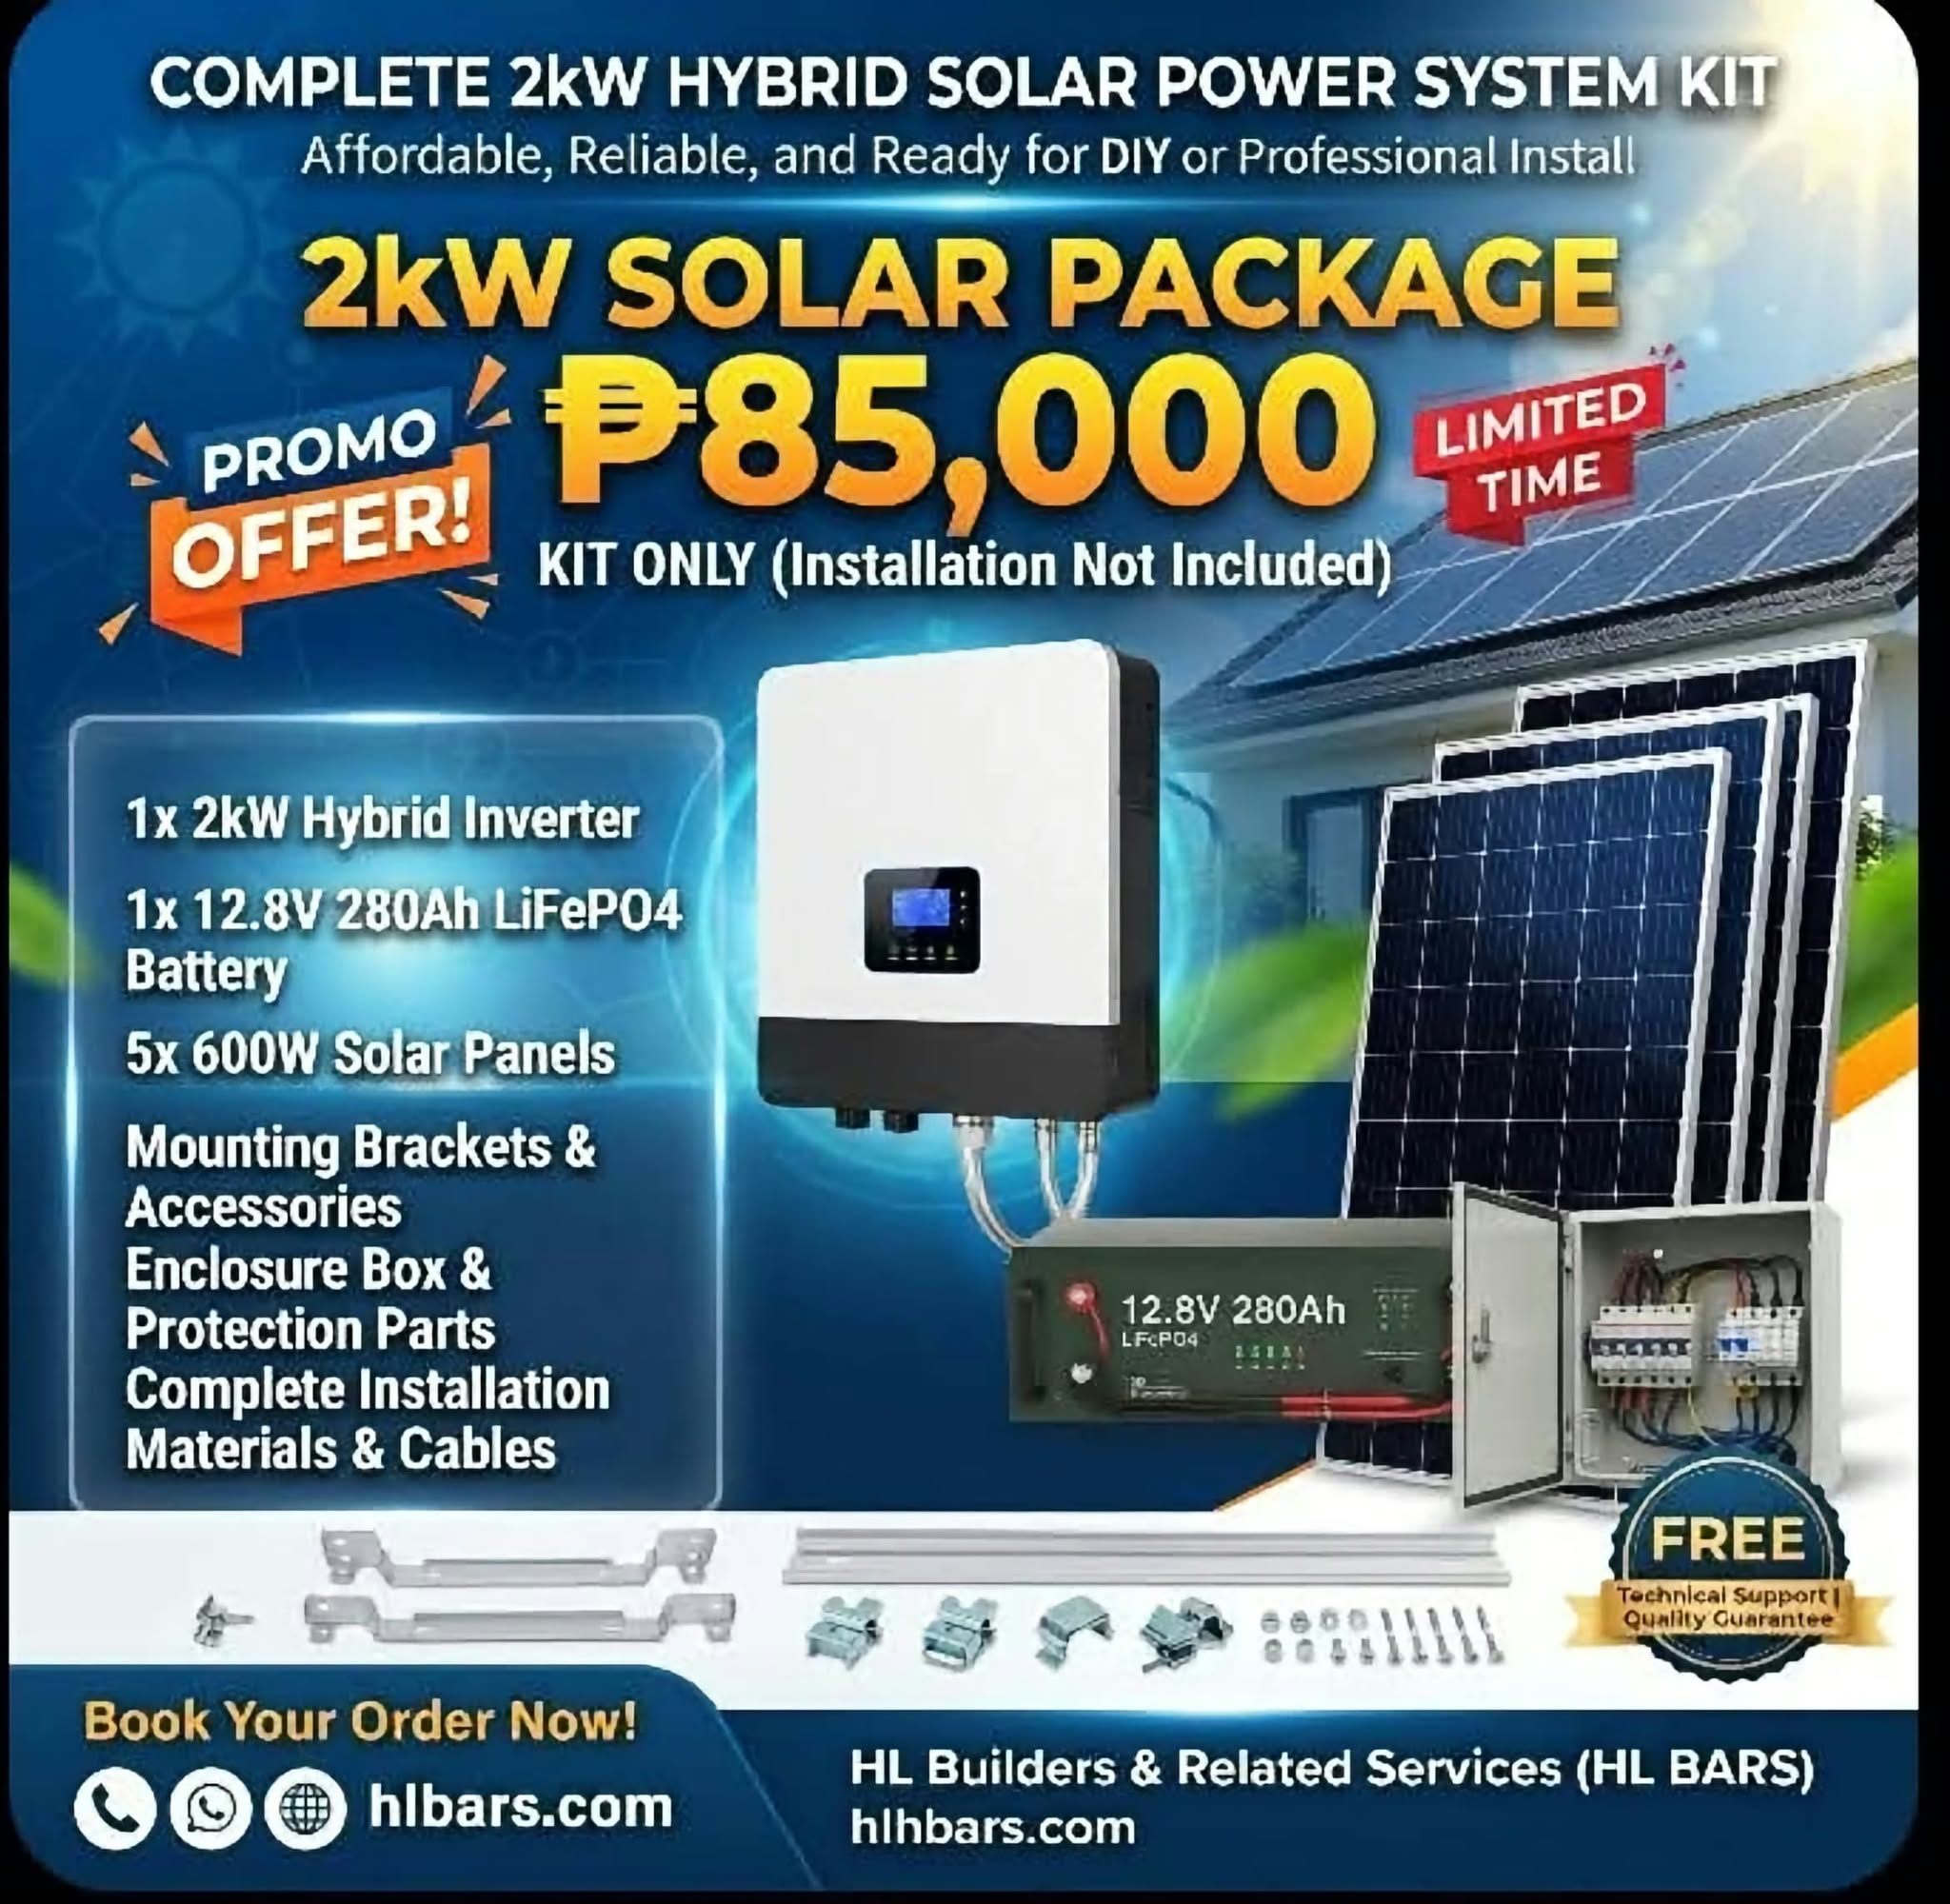 COMPLETE 2kW HYBRID SOLAR POWER SYSTEM KIT
Affordable, Reliable, and Ready for DIY or Professional Install
2kW SOLAR PACKAGE
PROMO
OFFER!
₱85,000
LIMITED
TIME
KIT ONLY (Installation Not Included)
1x 2kW Hybrid Inverter
1x 12.8V 280Ah LiFePO4
Battery
5x 600W Solar Panels
Mounting Brackets &
Accessories
Enclosure Box &
Protection Parts
Complete Installation
Materials & Cables
12.8V 280Ah
LFcPO4
FREE
Technical Support |
Quality Guarantee
Book Your Order Now!
hlbars.com
HL Builders & Related Services (HL BARS)
hlhbars.com